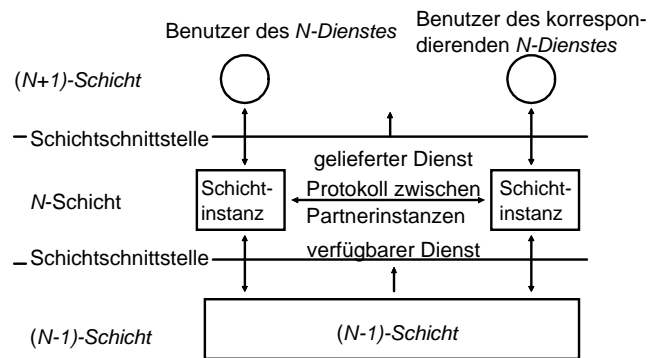 Benutzer des N-Dienstes
Benutzer des korrespon-
dierenden N-Dienstes
(N+1)-Schicht
Schichtschnittstelle
gelieferter Dienst
N-Schicht
Schicht-
instanz
Protokoll zwischen
Partnerinstanzen
Schicht-
instanz
Schichtschnittstelle
verfügbarer Dienst
(N-1)-Schicht
(N-1)-Schicht